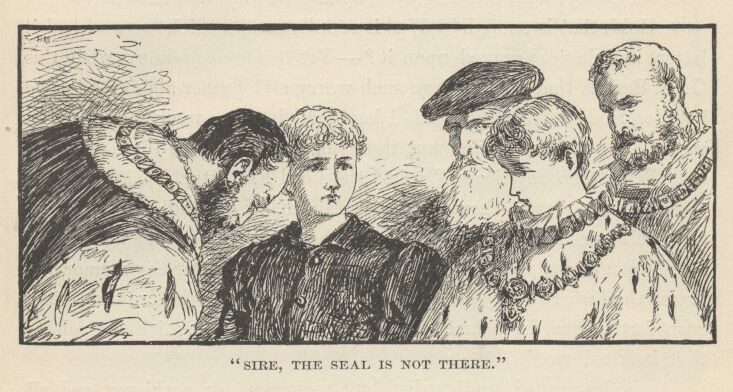 “SIRE, THE SEAL IS NOT THERE.”